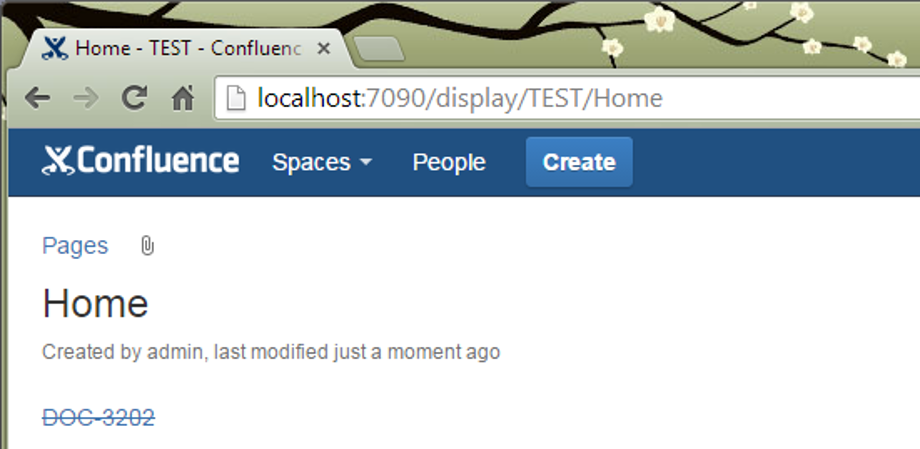 Home - TEST - Confluenc
localhost:7090/display/TEST/Home
Confluence Spaces People Create
Pages
Home
Created by admin, last modified just a moment ago
DOC-3202